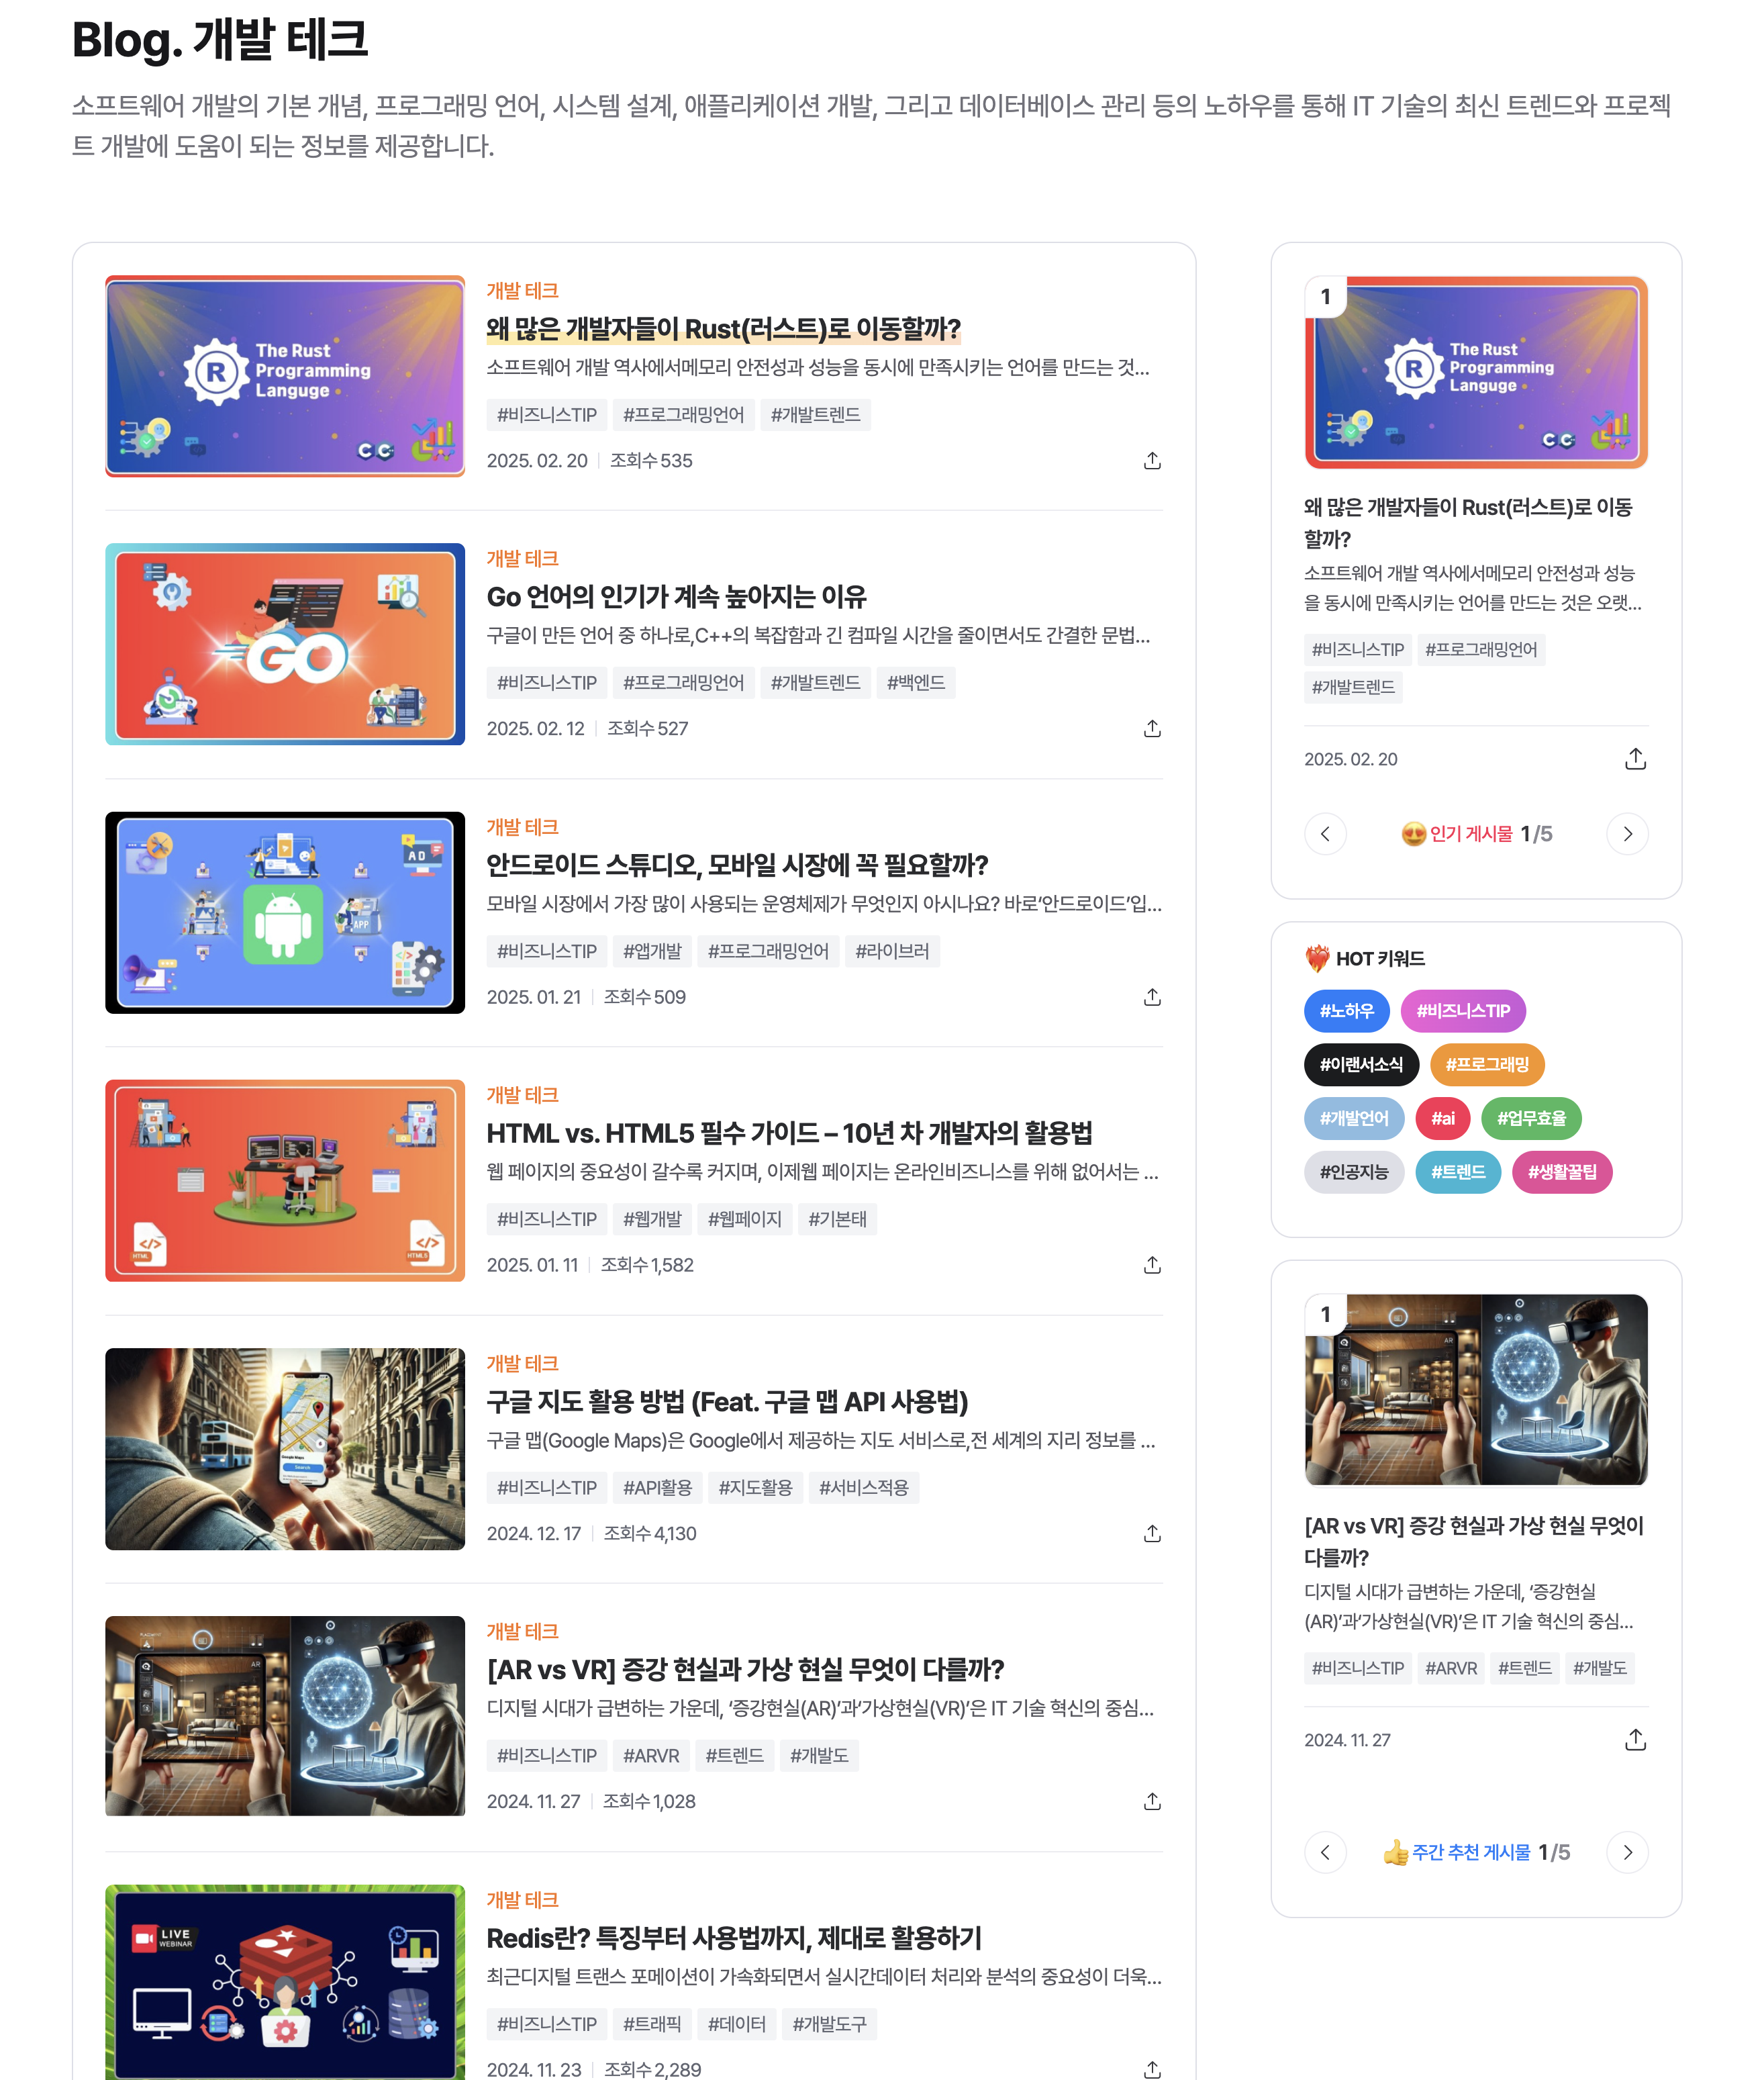 Blog. 개발 테크
소프트웨어 개발의 기본 개념, 프로그래밍 언어, 시스템 설계, 애플리케이션 개발, 그리고 데이터베이스 관리 등의 노하우를 통해 IT 기술의 최신 트렌드와 프로젝
트 개발에 도움이 되는 정보를 제공합니다.
R The Rust
Programming
Languge
개발 테크
왜 많은 개발자들이 Rust(러스트)로 이동할까?
소프트웨어 개발 역사에서메모리 안전성과 성능을 동시에 만족시키는 언어를 만드는 것...
#비즈니스TIP #프로그래밍언어 #개발트렌드
2025. 02. 20 조회수 535
GO
개발 테크
Go 언어의 인기가 계속 높아지는 이유
구글이 만든 언어 중 하나로,C++의 복잡함과 긴 컴파일 시간을 줄이면서도 간결한 문법...
#비즈니스TIP #프로그래밍언어 #개발트렌드 #백엔드
2025. 02. 12 조회수 527
AD
APP
개발 테크
안드로이드 스튜디오, 모바일 시장에 꼭 필요할까?
모바일 시장에서 가장 많이 사용되는 운영체제가 무엇인지 아시나요? 바로‘안드로이드’입...
#비즈니스TIP #앱개발 #프로그래밍언어 #라이브러
2025. 01. 21 조회수 509
</> HTML
</> HTML5
개발 테크
HTML vs. HTML5 필수 가이드 – 10년 차 개발자의 활용법
웹 페이지의 중요성이 갈수록 커지며, 이제웹 페이지는 온라인비즈니스를 위해 없어서는 ...
#비즈니스TIP #웹개발 #웹페이지 #기본태
2025. 01. 11 조회수 1,582
Google Maps
Search
개발 테크
구글 지도 활용 방법 (Feat. 구글 맵 API 사용법)
구글 맵(Google Maps)은 Google에서 제공하는 지도 서비스로,전 세계의 지리 정보를 ...
#비즈니스TIP #API활용 #지도활용 #서비스적용
2024. 12. 17 조회수 4,130
AR
개발 테크
[AR vs VR] 증강 현실과 가상 현실 무엇이 다를까?
디지털 시대가 급변하는 가운데, ‘증강현실(AR)’과‘가상현실(VR)’은 IT 기술 혁신의 중심...
#비즈니스TIP #ARVR #트렌드 #개발도
2024. 11. 27 조회수 1,028
LIVE
WEBINAR
개발 테크
Redis란? 특징부터 사용법까지, 제대로 활용하기
최근디지털 트랜스 포메이션이 가속화되면서 실시간데이터 처리와 분석의 중요성이 더욱...
#비즈니스TIP #트래픽 #데이터 #개발도구
2024. 11. 23 조회수 2,289
1
R The Rust
Programming
Languge
왜 많은 개발자들이 Rust(러스트)로 이동
할까?
소프트웨어 개발 역사에서메모리 안전성과 성능
을 동시에 만족시키는 언어를 만드는 것은 오랫...
#비즈니스TIP #프로그래밍언어
#개발트렌드
2025. 02. 20
인기 게시물 1/5
HOT 키워드
#노하우 #비즈니스TIP
#이랜서소식 #프로그래밍
#개발언어 #ai #업무효율
#인공지능 #트렌드 #생활꿀팁
1
AR
[AR vs VR] 증강 현실과 가상 현실 무엇이
다를까?
디지털 시대가 급변하는 가운데, ‘증강현실
(AR)’과‘가상현실(VR)’은 IT 기술 혁신의 중심...
#비즈니스TIP #ARVR #트렌드 #개발도
2024. 11. 27
주간 추천 게시물 1/5